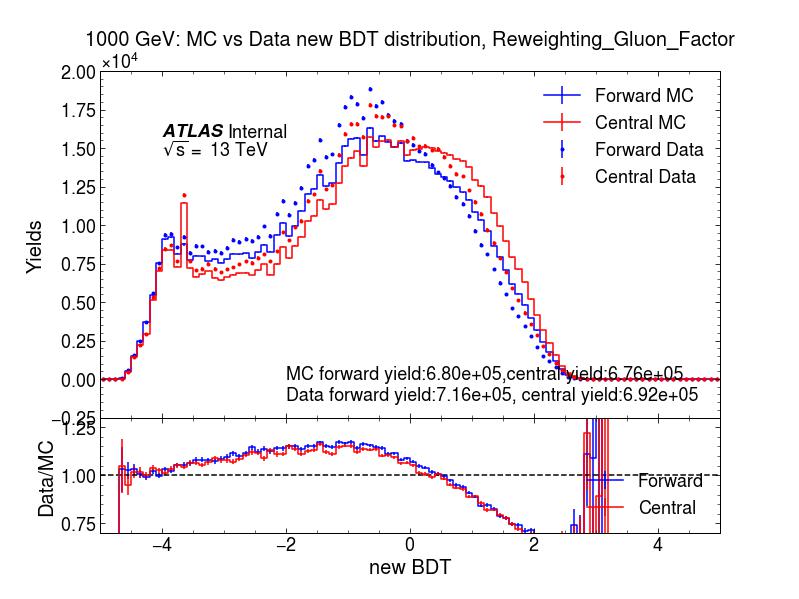 1000 GeV: MC vs Data new BDT distribution, Reweighting_Gluon_Factor
×10⁴
2.00
1.75
1.50
1.25
1.00
0.75
0.50
0.25
0.00
−0.25
Yields
ATLAS Internal
√s = 13 TeV
Forward MC
Central MC
Forward Data
Central Data
MC forward yield:6.80e+05,central yield:6.76e+05
Data forward yield:7.16e+05, central yield:6.92e+05
1.25
1.00
0.75
Data/MC
Forward
Central
−4 −2 0 2 4
new BDT